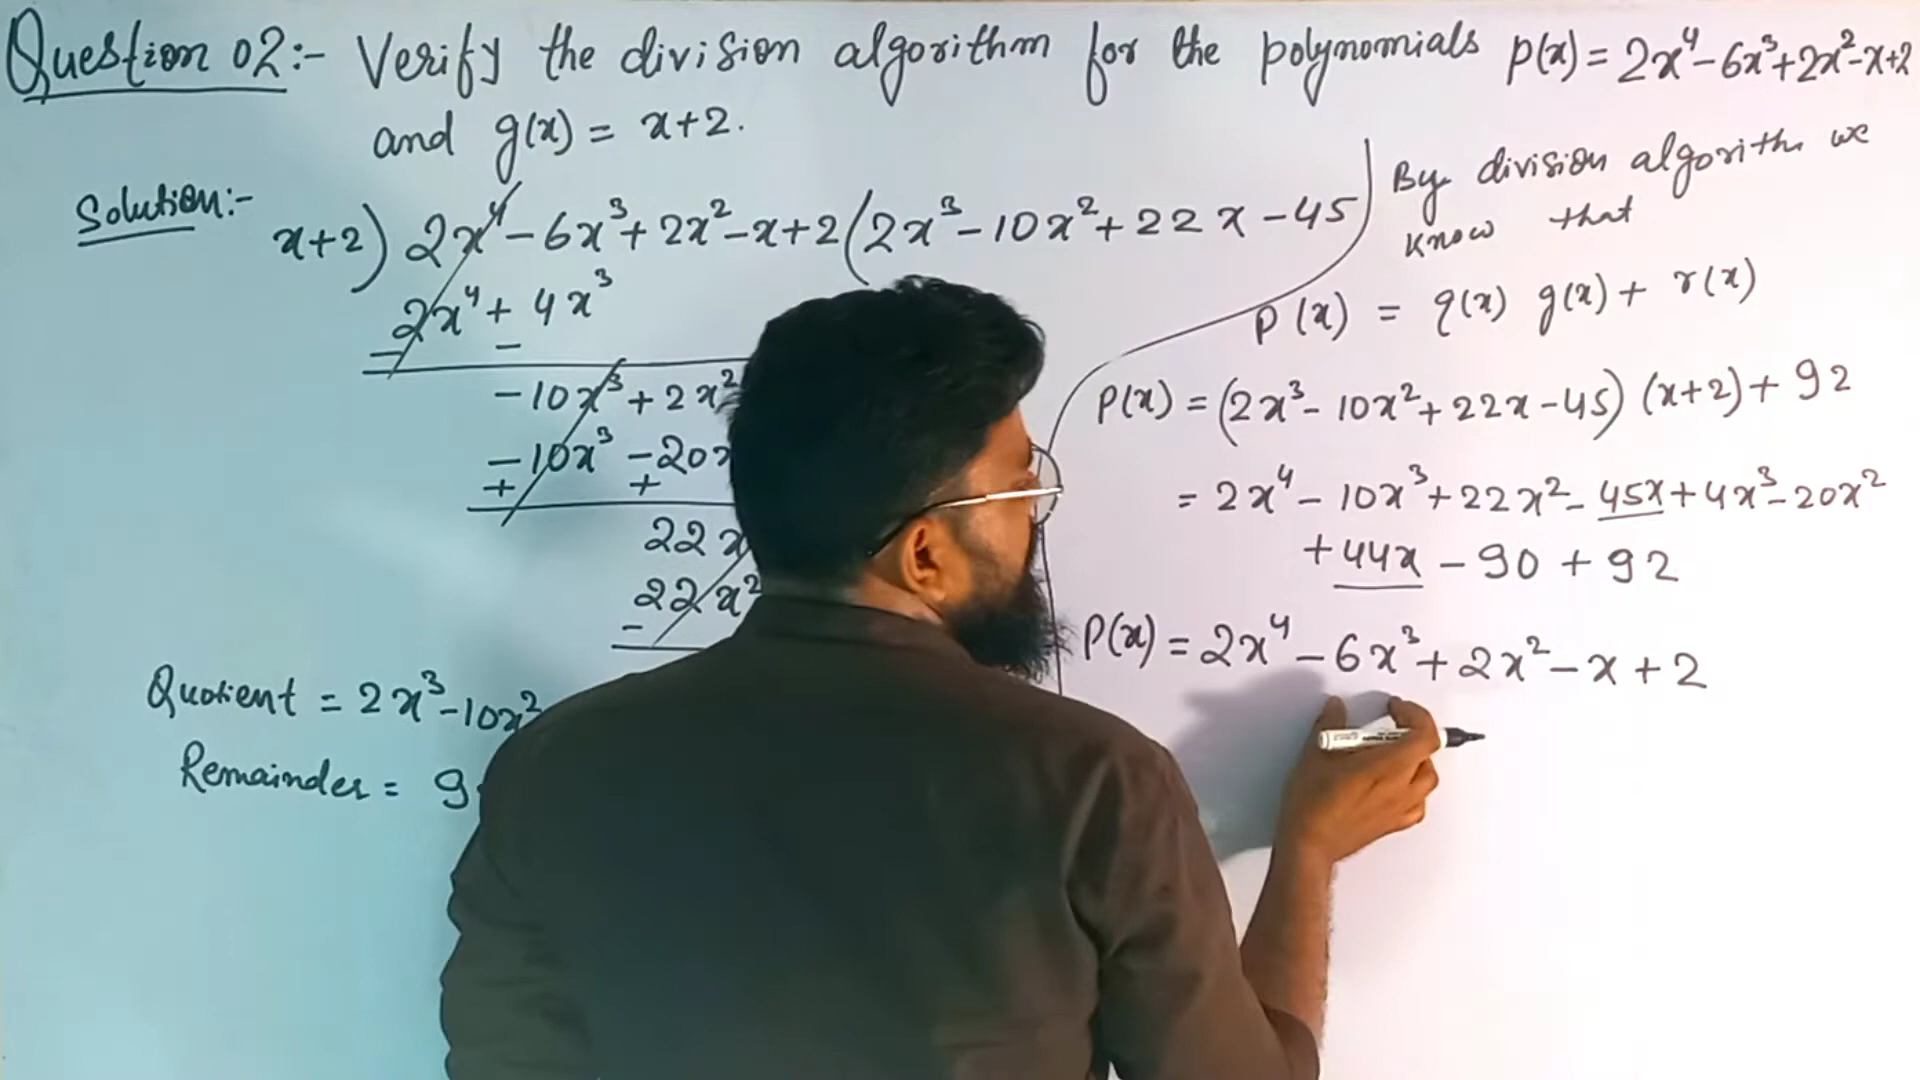 Question 02:- Verify the division algorithm for the polynomials p(x) = 2x⁴-6x³+2x²-x+2
and g(x) = x+2.
Solution:-
x+2) 2x⁴-6x³+2x²-x+2(2x³-10x²+22x-45
2x⁴+4x³
- -
-10x³+2x²
-10x³-20x
+ +
22x
22x²
-
Quotient = 2x³-10x²
Remainder = 9
By division algorithm we
know that
P(x) = q(x) g(x) + r(x)
P(x) = (2x³-10x²+22x-45) (x+2)+92
= 2x⁴-10x³+22x²-45x+4x³-20x²
+44x-90+92
P(x) = 2x⁴-6x³+2x²-x+2